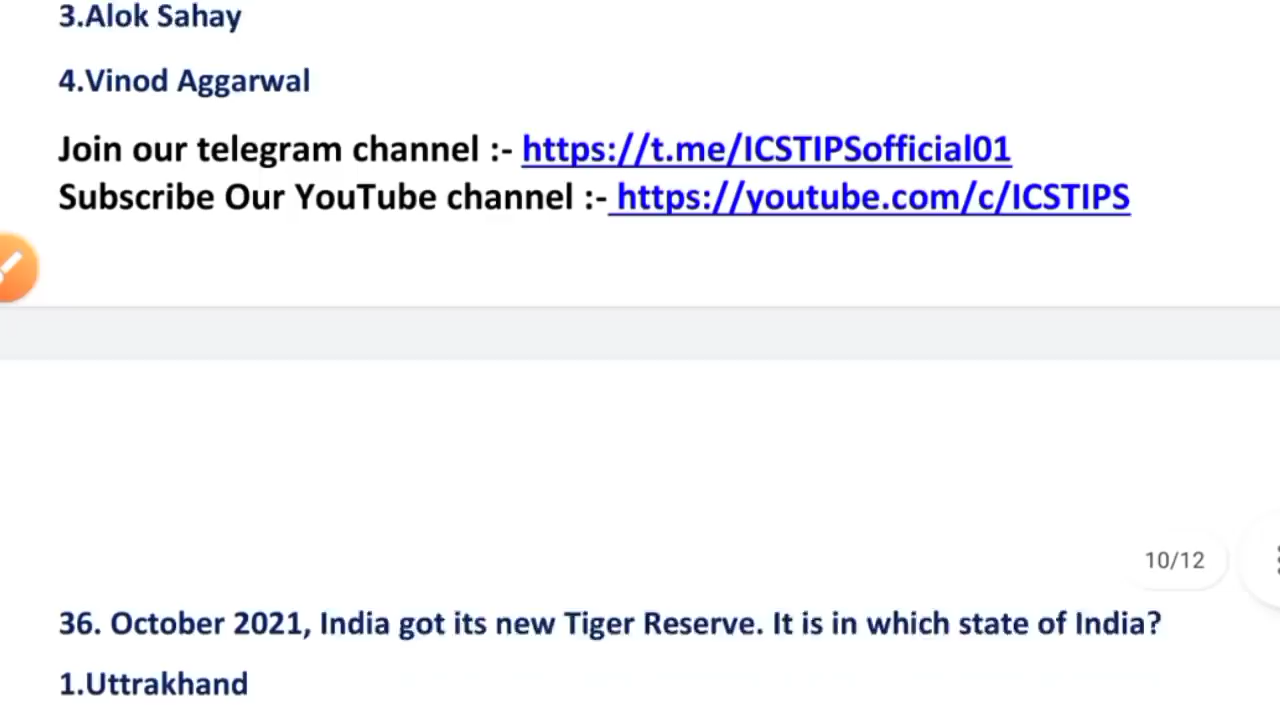 3.Alok Sahay
4.Vinod Aggarwal
Join our telegram channel :- https://t.me/ICSTIPSofficial01
Subscribe Our YouTube channel :- https://youtube.com/c/ICSTIPS
10/12
36. October 2021, India got its new Tiger Reserve. It is in which state of India?
1.Uttrakhand